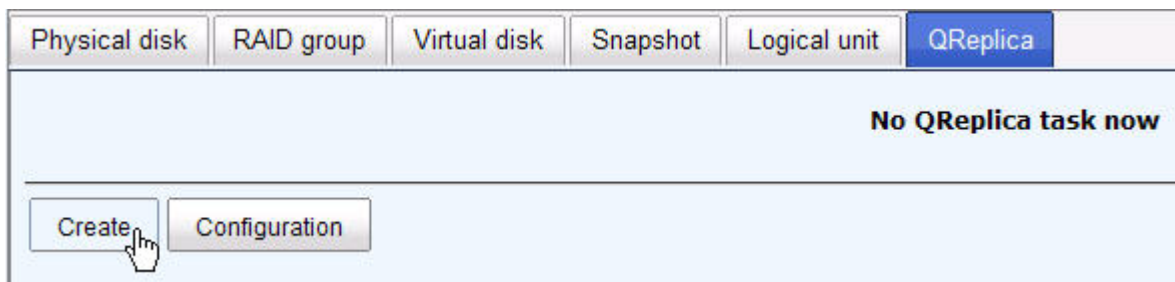 Physical disk RAID group Virtual disk Snapshot Logical unit QReplica
No QReplica task now
Create Configuration